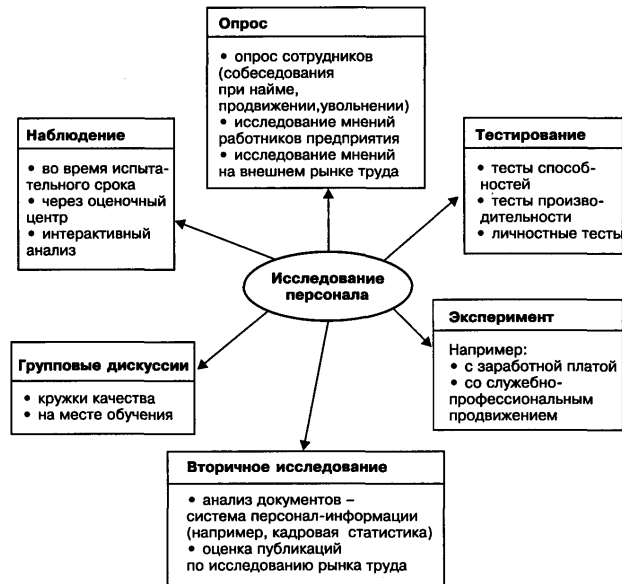 Опрос
• опрос сотрудников
(собеседования
при найме,
продвижении,увольнении)
• исследование мнений
работников предприятия
• исследование мнений
на внешнем рынке труда
Наблюдение
• во время испыта-
тельного срока
• через оценочный
центр
• интерактивный
анализ
Тестирование
• тесты способ-
ностей
• тесты произво-
дительности
• личностные тесты
Исследование
персонала
Групповые дискуссии
• кружки качества
• на месте обучения
Эксперимент
Например:
• с заработной платой
• со служебно-
профессиональным
продвижением
Вторичное исследование
• анализ документов –
система персонал-информации
(например, кадровая статистика)
• оценка публикаций
по исследованию рынка труда